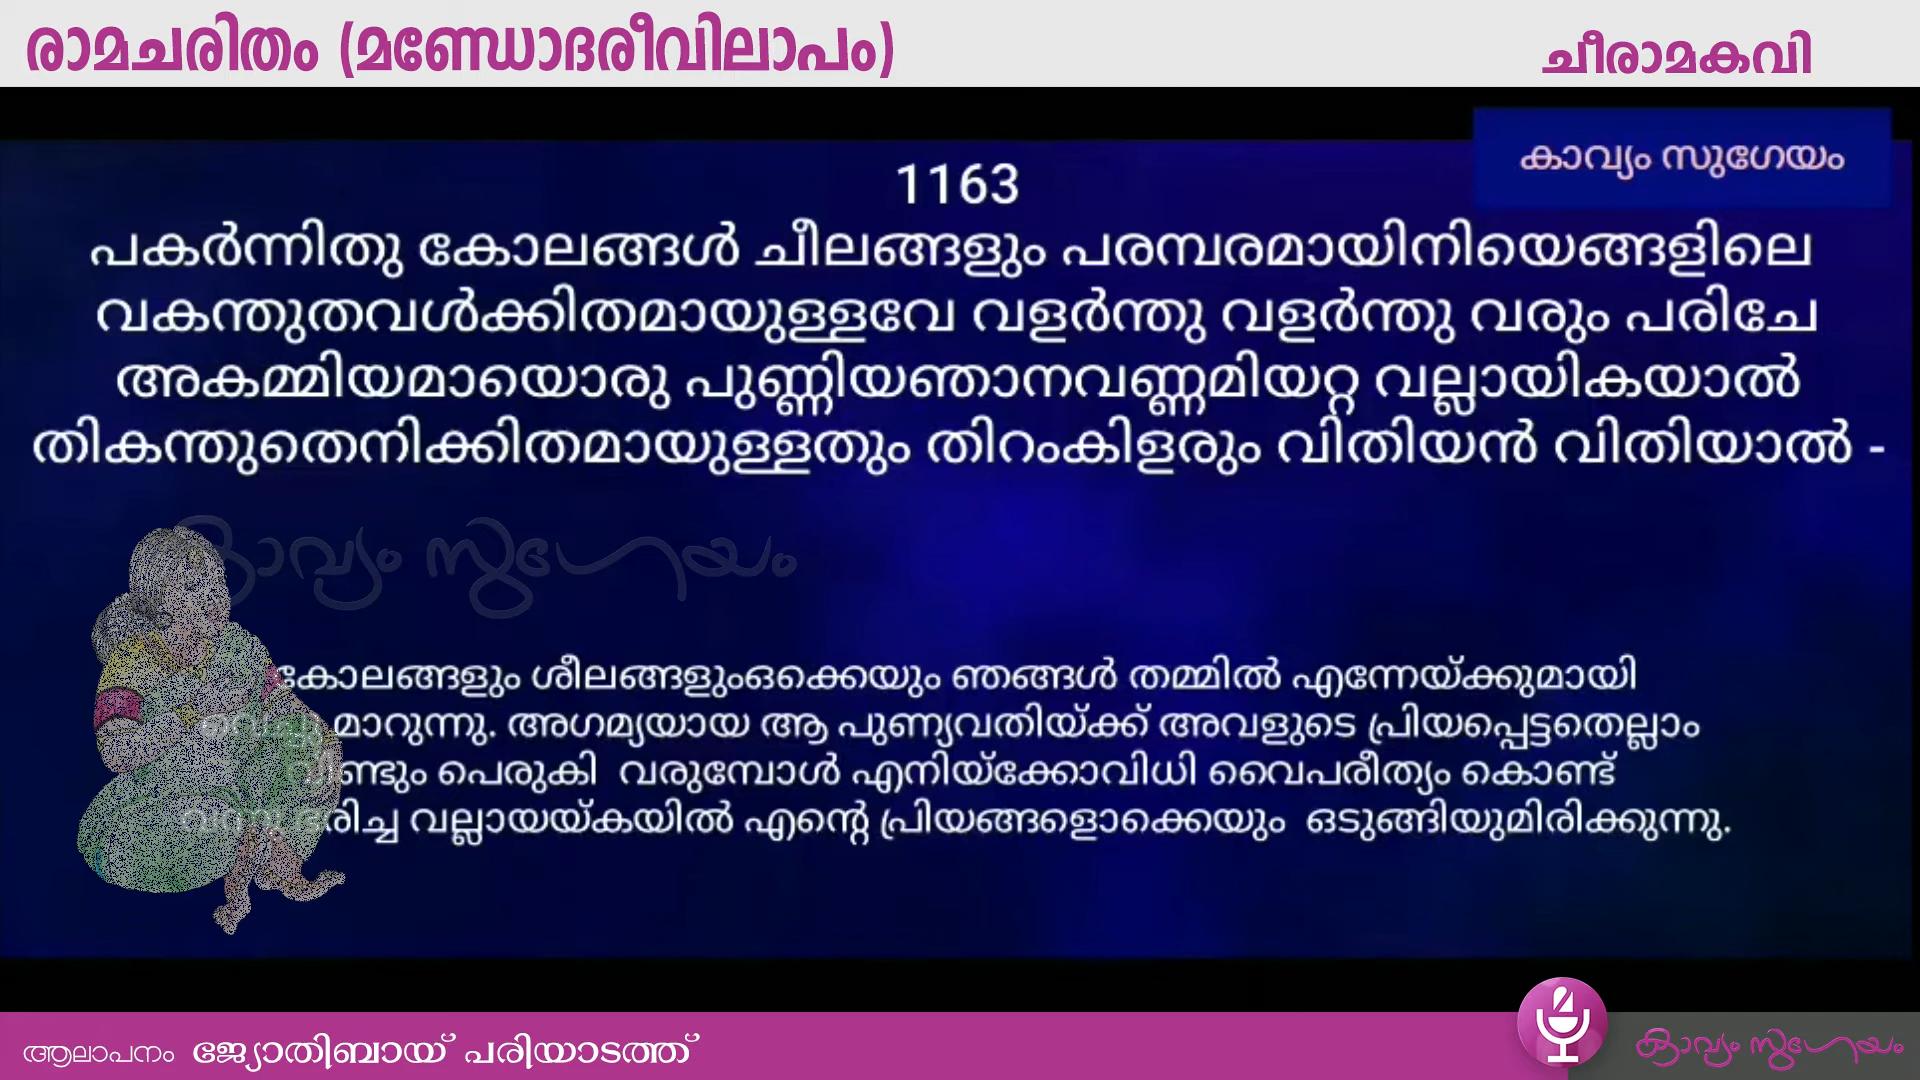 രാമചരിതം (മണ്ഡോദരീവിലാപം)
ചീരാമകവി
കാവ്യം സുഗേയം
1163
പകർന്നിതു കോലങ്ങൾ ചീലങ്ങളും പരമ്പരമായിനിയെങ്ങളിലെ
വകന്തുതവൾക്കിതമായുള്ളവേ വളർന്തു വളർന്തു വരും പരിചേ
അകമ്മിയമായൊരു പുണ്ണിയഞാനവണ്ണമിയറ്റ വല്ലായികയാൽ
തികന്തുതെനിക്കിതമായുള്ളതും തിറംകിളരും വിതിയൻ വിതിയാൽ -
കാവ്യം സുഗേയം
കോലങ്ങളും ശീലങ്ങളുംഒക്കെയും ഞങ്ങൾ തമ്മിൽ എന്നേയ്ക്കുമായി
മാറുന്നു. അഗമ്യയായ ആ പുണ്യവതിയ്ക്ക് അവളുടെ പ്രിയപ്പെട്ടതെല്ലാം
വീണ്ടും പെരുകി വരുമ്പോൾ എനിയ്ക്കോവിധി വൈപരീത്യം കൊണ്ട്
വല്ലായയ്കയിൽ എന്റെ പ്രിയങ്ങളൊക്കെയും ഒടുങ്ങിയുമിരിക്കുന്നു.
ആലാപനം ജ്യോതിബായ് പരിയാടത്ത്
കാവ്യം സുഗേയം